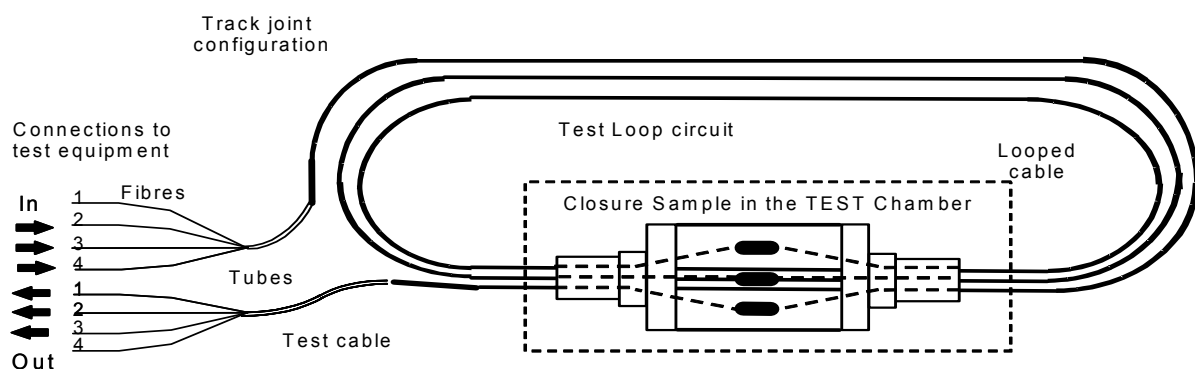 Track joint
configuration
Connections to
test equipment
Test Loop circuit
Looped
cable
In
1
Fibres
2
3
4
Closure Sample in the TEST Chamber
Tubes
1
2
3
4
Test cable
Out